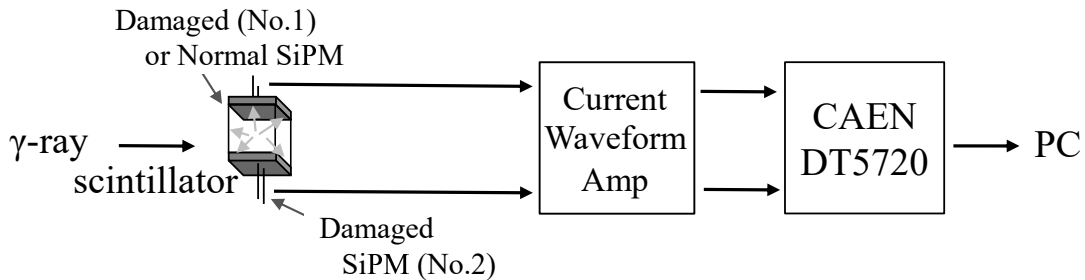 Damaged (No.1)
or Normal SiPM
γ-ray
scintillator
Damaged
SiPM (No.2)
Current
Waveform
Amp
CAEN
DT5720
PC